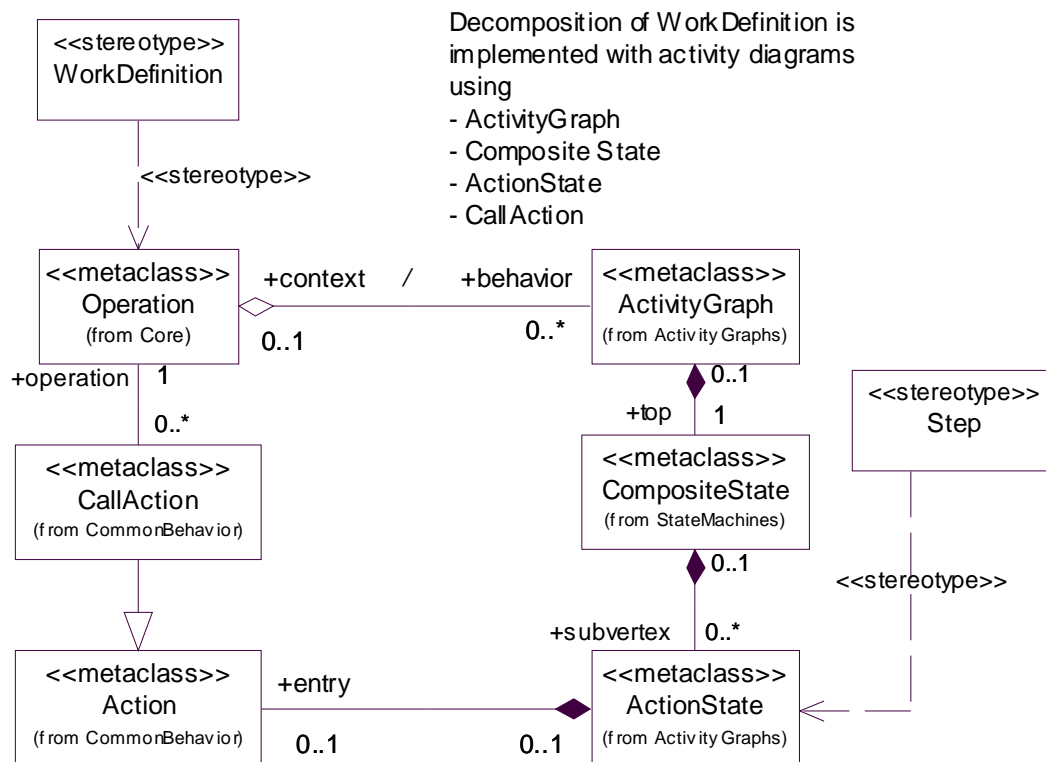 <<stereotype>>
WorkDefinition
Decomposition of WorkDefinition is
implemented with activity diagrams
using
- ActivityGraph
- Composite State
- ActionState
- CallAction
<<stereotype>>
<<metaclass>>
Operation
(from Core)
+context / +behavior
0..1
0..*
<<metaclass>>
ActivityGraph
(from Activity Graphs)
+operation 1
0..*
0..1
+top 1
<<stereotype>>
Step
<<metaclass>>
CallAction
(from CommonBehavior)
<<metaclass>>
CompositeState
(from StateMachines)
0..1
<<stereotype>>
+subvertex 0..*
<<metaclass>>
Action
(from CommonBehavior)
+entry
0..1
0..1
<<metaclass>>
ActionState
(from Activity Graphs)